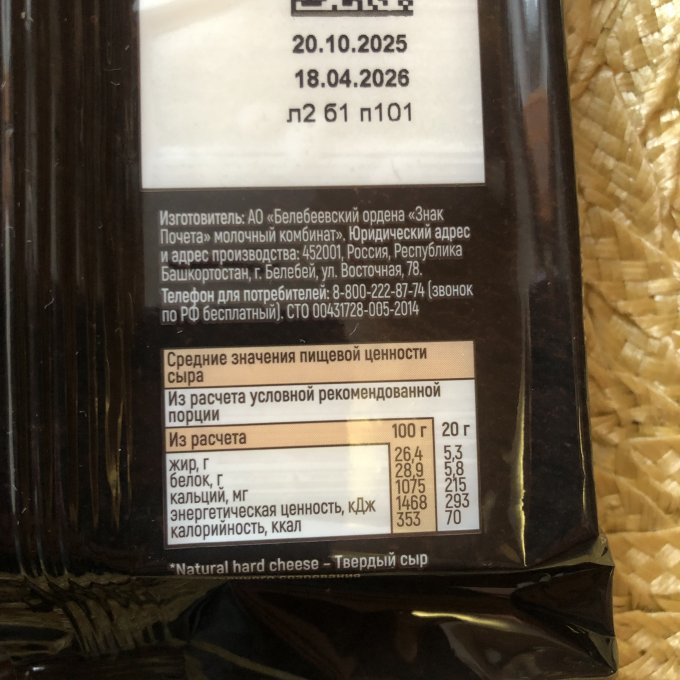 20.10.2025
18.04.2026
л2 б1 п101
Изготовитель: АО «Белебеевский ордена «Знак
Почета» молочный комбинат». Юридический адрес
и адрес производства: 452001, Россия, Республика
Башкортостан, г. Белебей, ул. Восточная, 78.
Телефон для потребителей: 8-800-222-87-74 (звонок
по РФ бесплатный). СТО 00431728-005-2014
Средние значения пищевой ценности
сыра
Из расчета условной рекомендованной
порции
Из расчета 100 г 20 г
жир, г 26,4 5,3
белок, г 28,9 5,8
кальций, мг 1075 215
энергетическая ценность, кДж 1468 293
калорийность, ккал 353 70
*Natural hard cheese – Твердый сыр